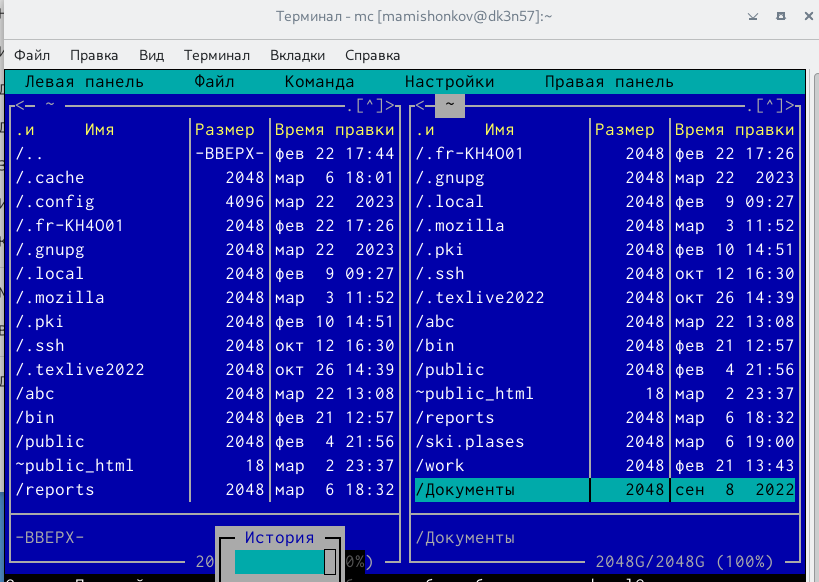 Терминал - mc [mamishonkov@dk3n57]:~
Файл Правка Вид Терминал Вкладки Справка
Левая панель Файл Команда Настройки Правая панель
<- ~ .[^]> <- ~ .[^]>
.и Имя Размер Время правки .и Имя Размер Время правки
/.. -ВВЕРХ- фев 22 17:44 /.fr-KH4O01 2048 фев 22 17:26
/.cache 2048 мар 6 18:01 /.gnupg 2048 мар 22 2023
/.config 4096 мар 22 2023 /.local 2048 фев 9 09:27
/.fr-KH4O01 2048 фев 22 17:26 /.mozilla 2048 мар 3 11:52
/.gnupg 2048 мар 22 2023 /.pki 2048 фев 10 14:51
/.local 2048 фев 9 09:27 /.ssh 2048 окт 12 16:30
/.mozilla 2048 мар 3 11:52 /.texlive2022 2048 окт 26 14:39
/.pki 2048 фев 10 14:51 /abc 2048 мар 22 13:08
/.ssh 2048 окт 12 16:30 /bin 2048 фев 21 12:57
/.texlive2022 2048 окт 26 14:39 /public 2048 фев 4 21:56
/abc 2048 мар 22 13:08 ~public_html 18 мар 2 23:37
/bin 2048 фев 21 12:57 /reports 2048 мар 6 18:32
/public 2048 фев 4 21:56 /ski.plases 2048 мар 6 19:00
~public_html 18 мар 2 23:37 /work 2048 фев 21 13:43
/reports 2048 мар 6 18:32 /Документы 2048 сен 8 2022
-ВВЕРХ- /Документы
История
20 0%) 2048G/2048G (100%)